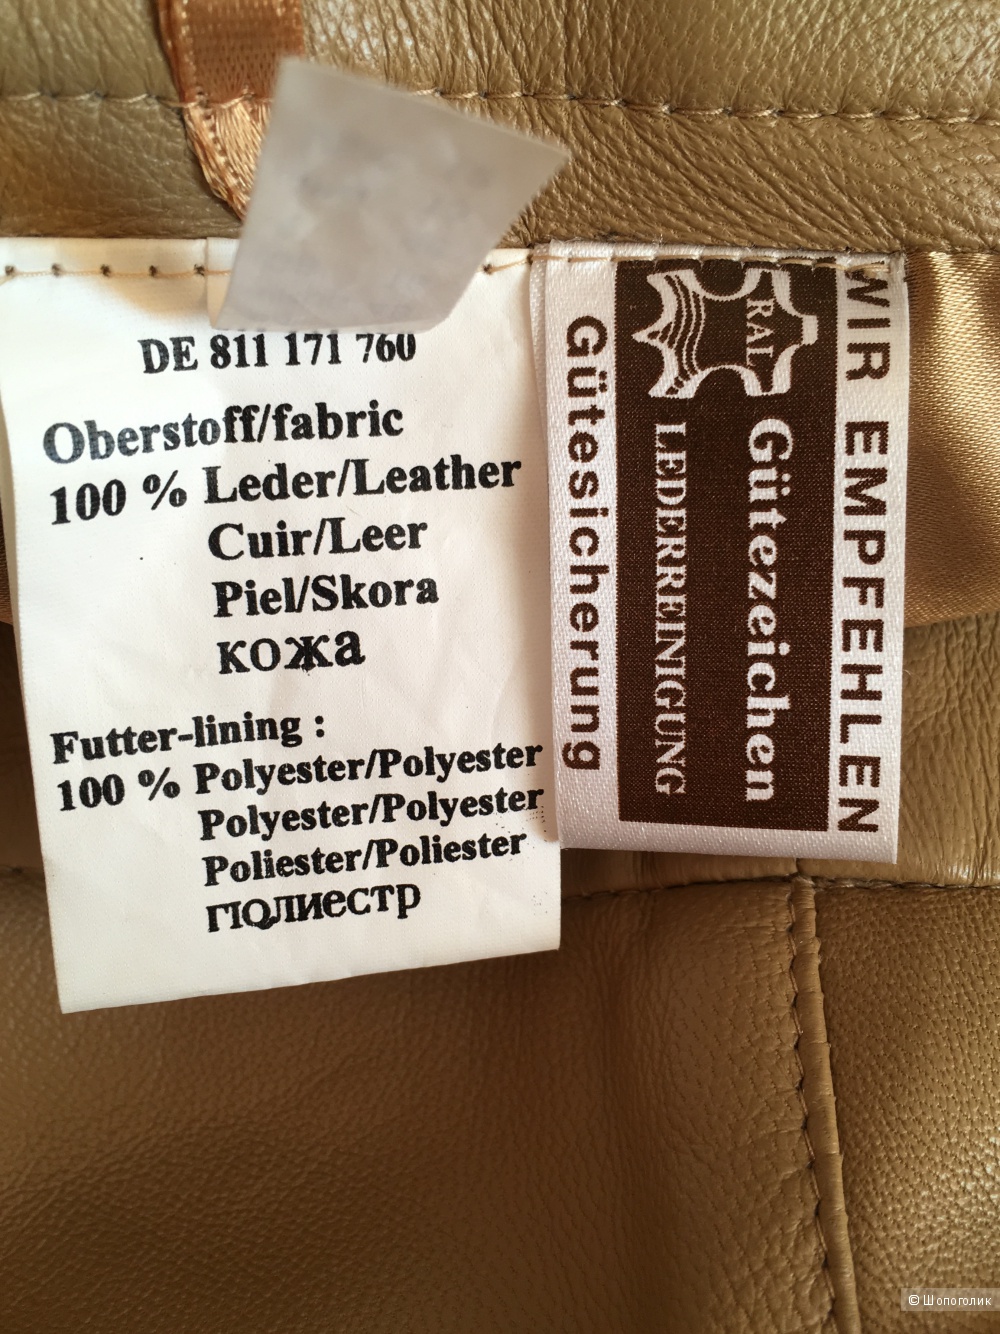 DE 811 171 760
Oberstoff/fabric
100 % Leder/Leather
Cuir/Leer
Piel/Skora
кожа
Futter-lining :
100 % Polyester/Polyester
Polyester/Polyester
Poliester/Poliester
полиестр
WIR EMPFEHLEN
RAL Gütezeichen
LEDERREINIGUNG
Gütesicherung
© Шопоголик